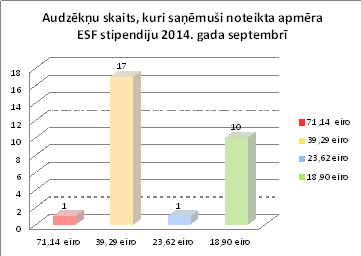 Audzēkņu skaits, kuri saņēmuši noteikta apmēra
ESF stipendiju 2014. gada septembrī
18
16
14
12
10
8
6
4
2
0
1
17
1
10
71,14 eiro
39,29 eiro
23,62 eiro
18,90 eiro
71,14 eiro
39,29 eiro
23,62 eiro
18,90 eiro